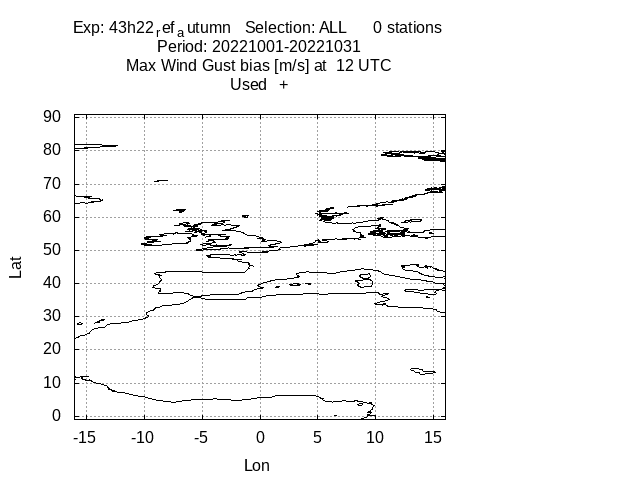 Exp: 43h22ref_autumn Selection: ALL 0 stations
Period: 20221001-20221031
Max Wind Gust bias [m/s] at 12 UTC
Used +
90
80
70
60
50
40
30
20
10
0
Lat
-15 -10 -5 0 5 10 15
Lon